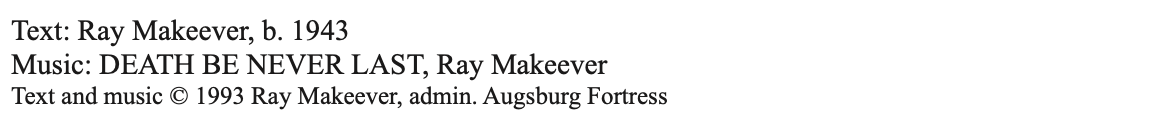 Text: Ray Makeever, b. 1943
Music: DEATH BE NEVER LAST, Ray Makeever
Text and music © 1993 Ray Makeever, admin. Augsburg Fortress